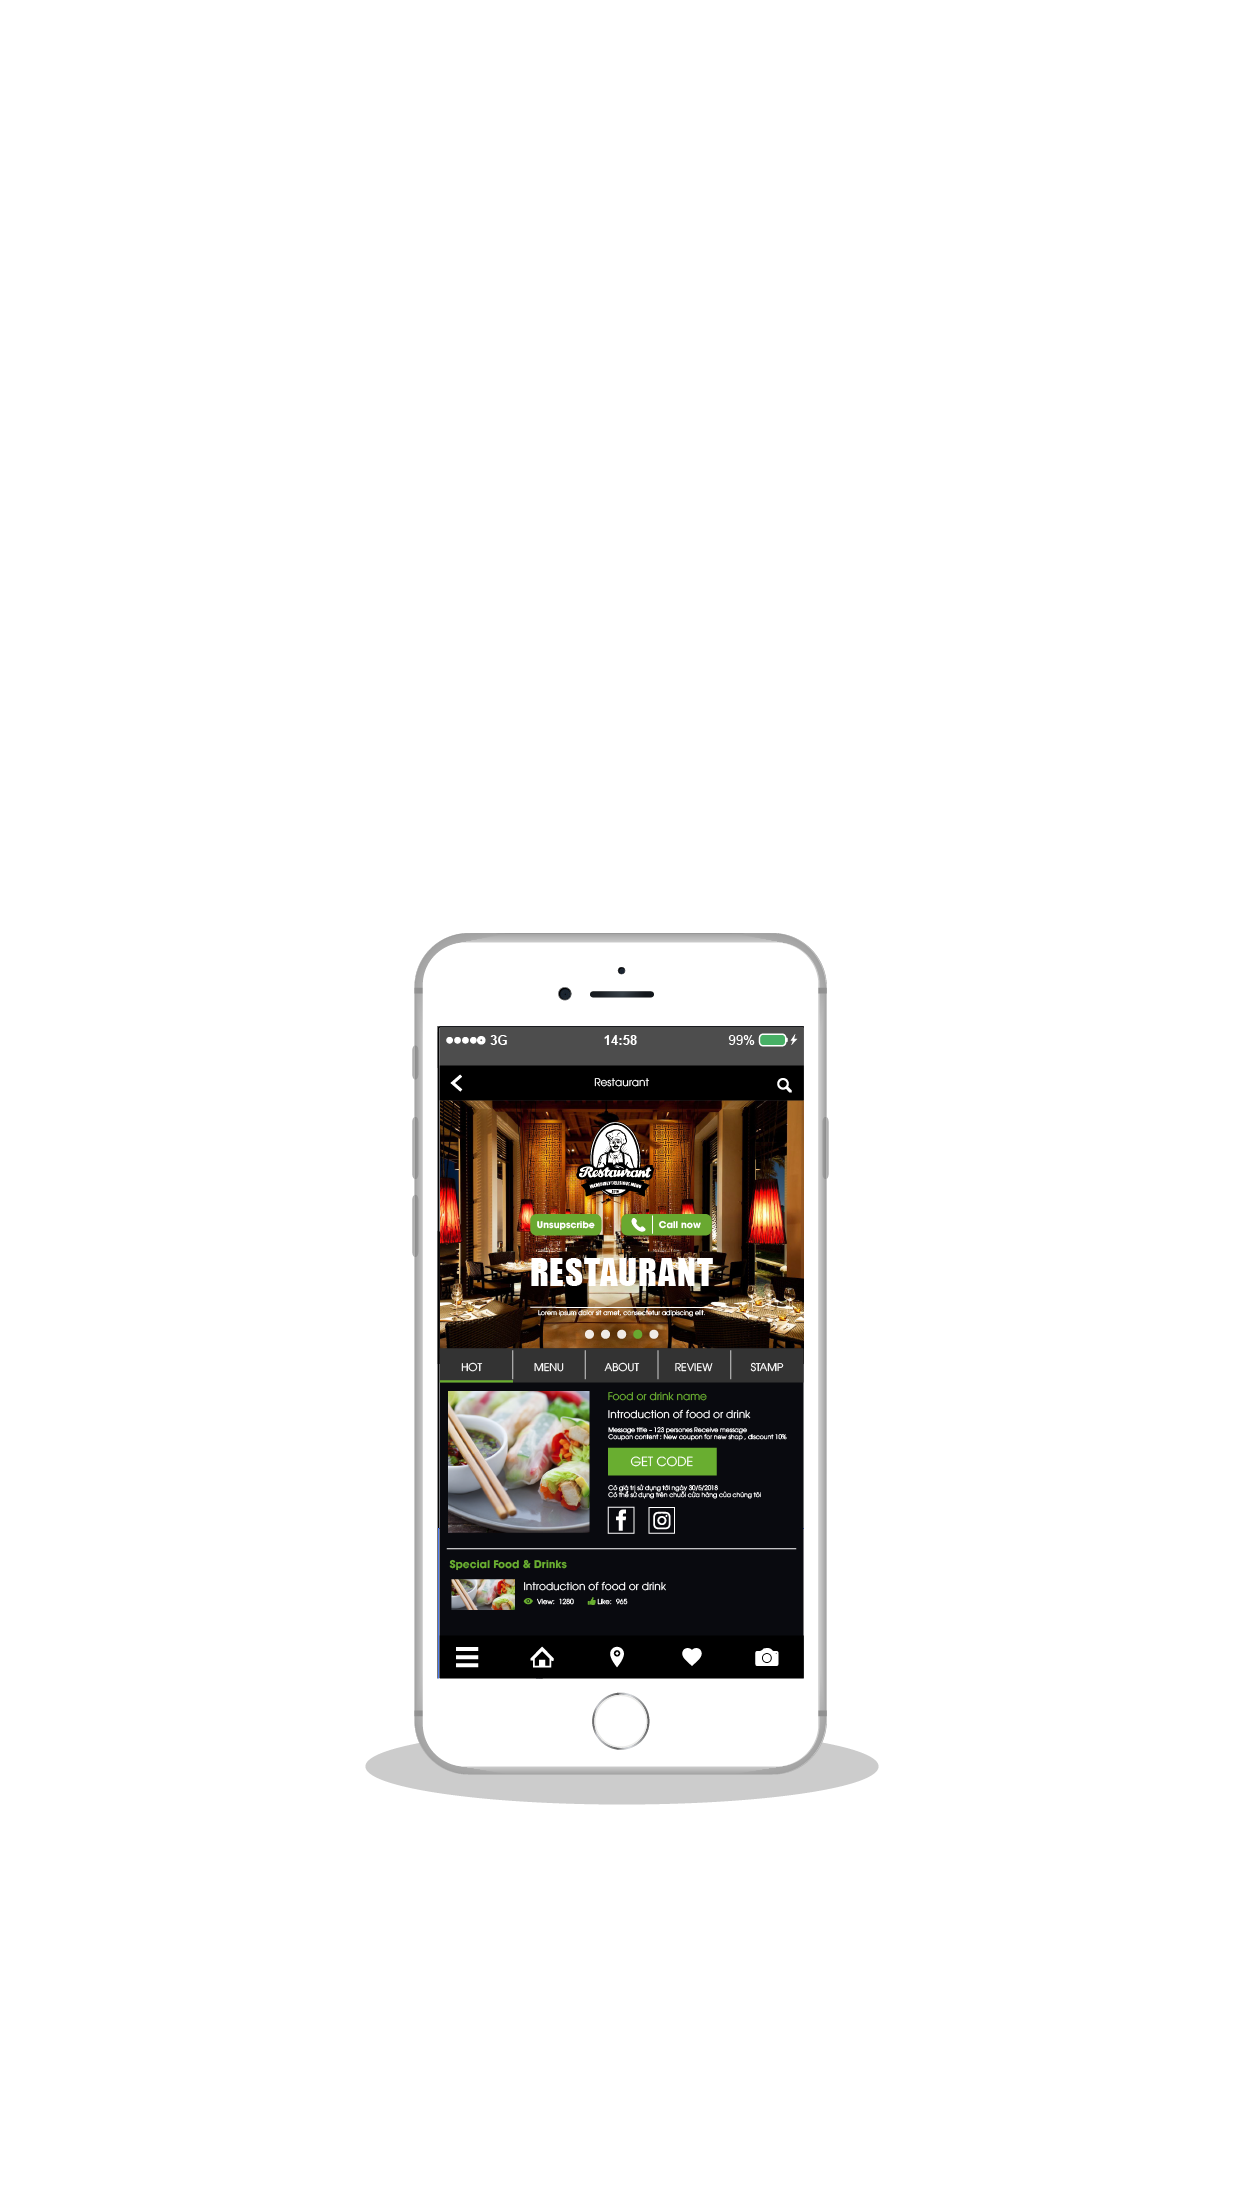 3G
14:58
99%
Restaurant
Restaurant
Unsupscribe
Call now
RESTAURANT
Lorem ipsum dolor sit amet, consectetur adipiscing elit.
HOT
MENU
ABOUT
REVIEW
STAMP
Food or drink name
Introduction of food or drink
Message title - 123 persones Receive message
Coupon content : New coupon for new shop , discount 10%
GET CODE
Có giá trị sử dụng tới ngày 30/5/2018
Có thể sử dụng trên chuỗi cửa hàng của chúng tôi
Special Food & Drinks
Introduction of food or drink
View: 1280
Like: 965